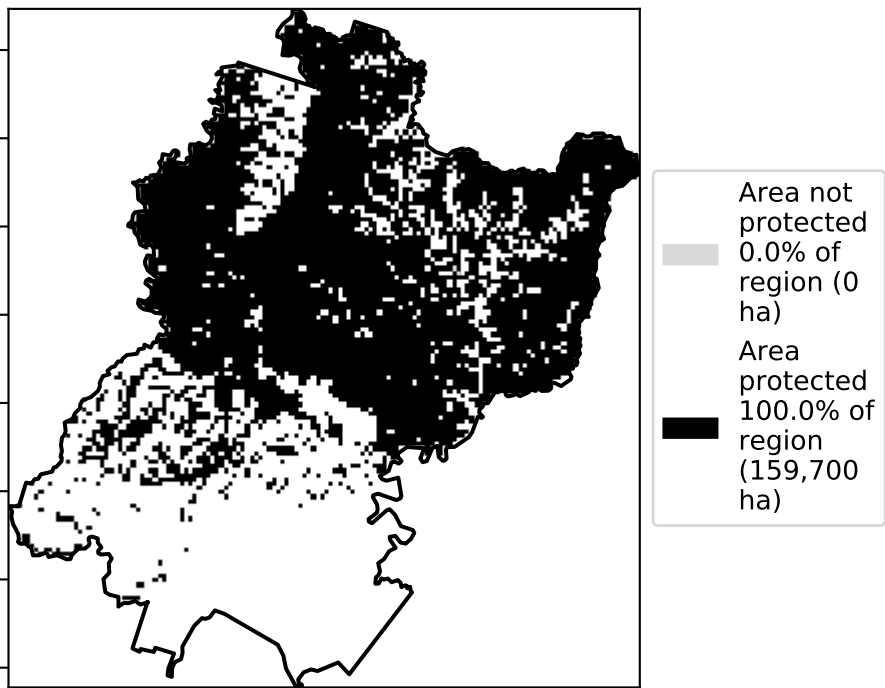 Area not
protected
0.0% of
region (0
ha)
Area
protected
100.0% of
region
(159,700
ha)